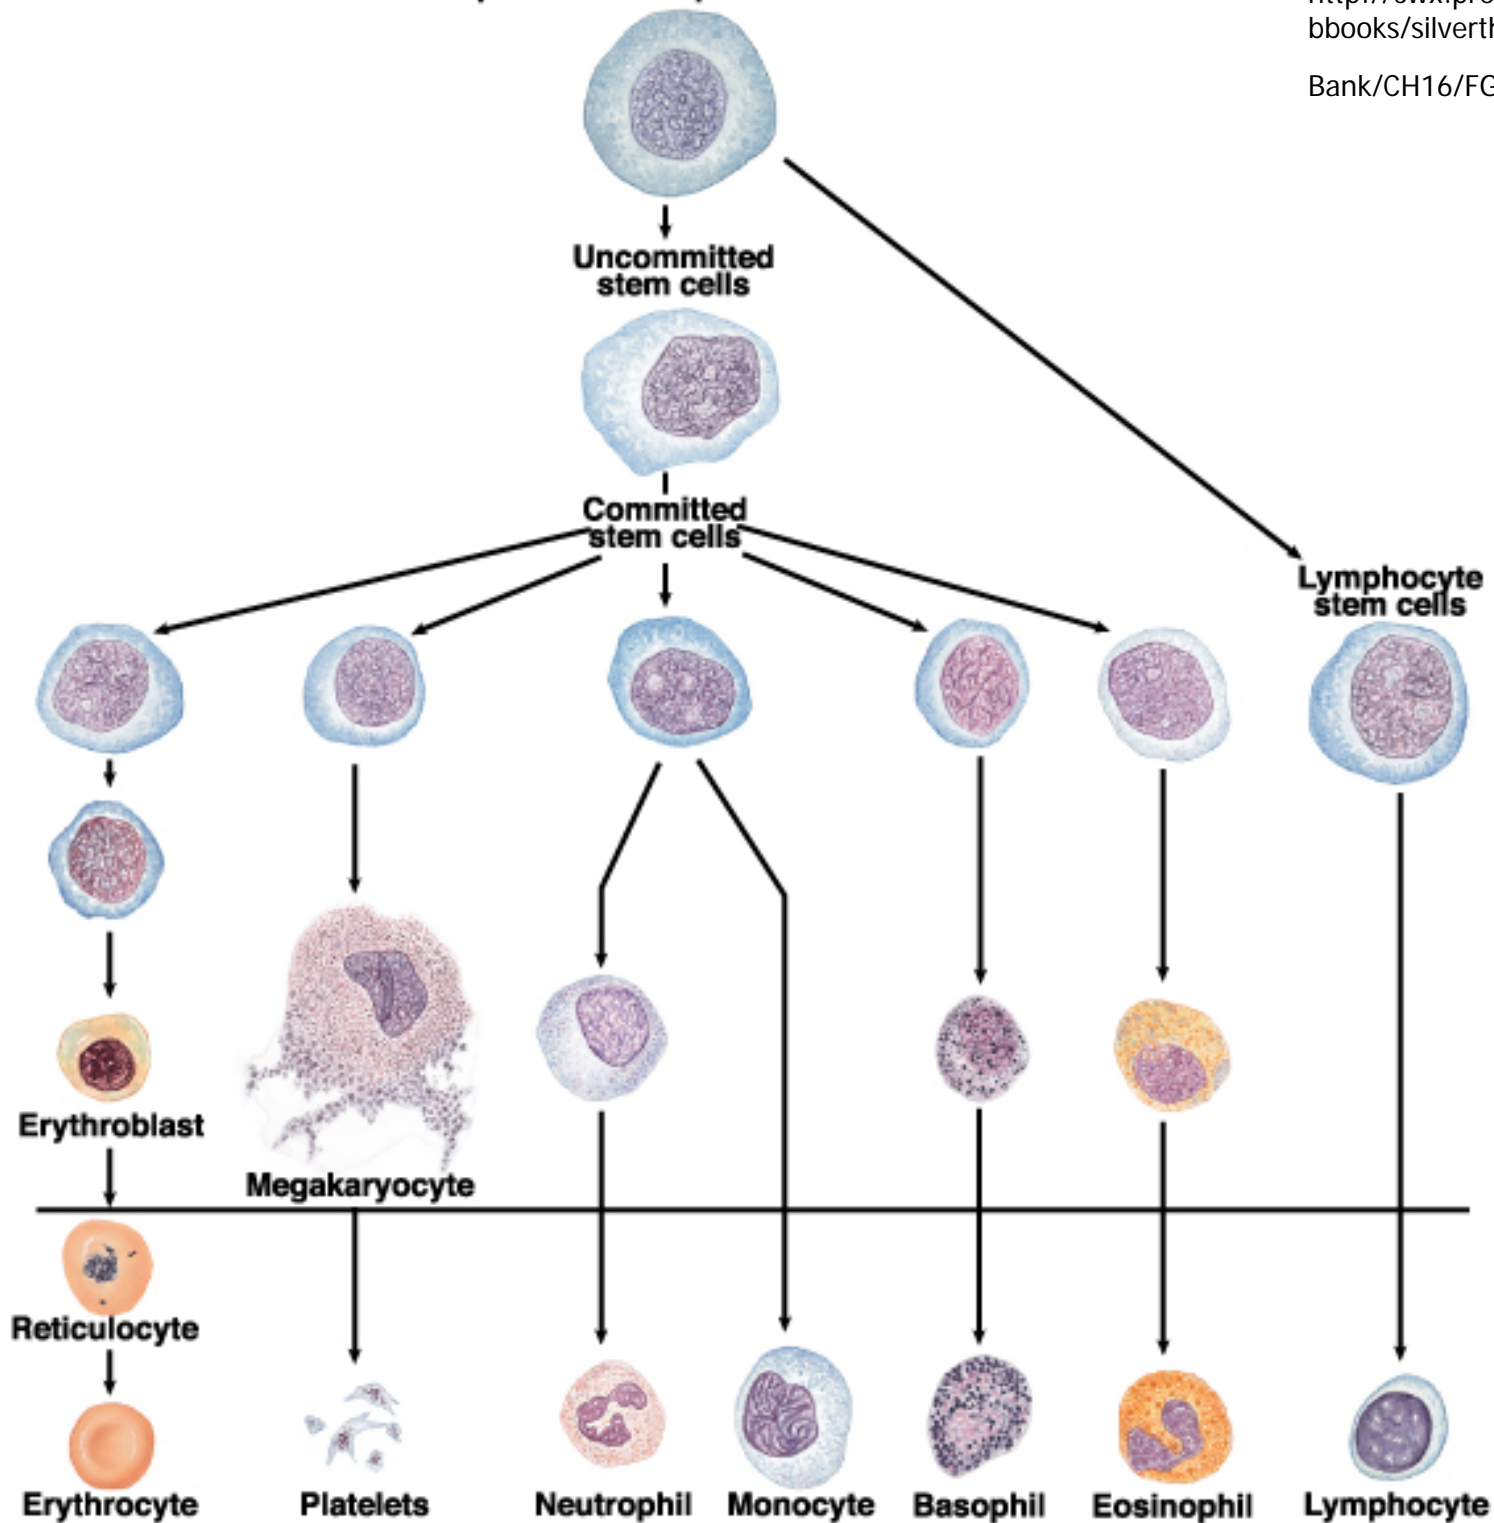 bbooks/silverth
Bank/CH16/FG
Uncommitted
stem cells
Committed
stem cells
Lymphocyte
stem cells
Erythroblast
Megakaryocyte
Reticulocyte
Erythrocyte
Platelets
Neutrophil
Monocyte
Basophil
Eosinophil
Lymphocyte